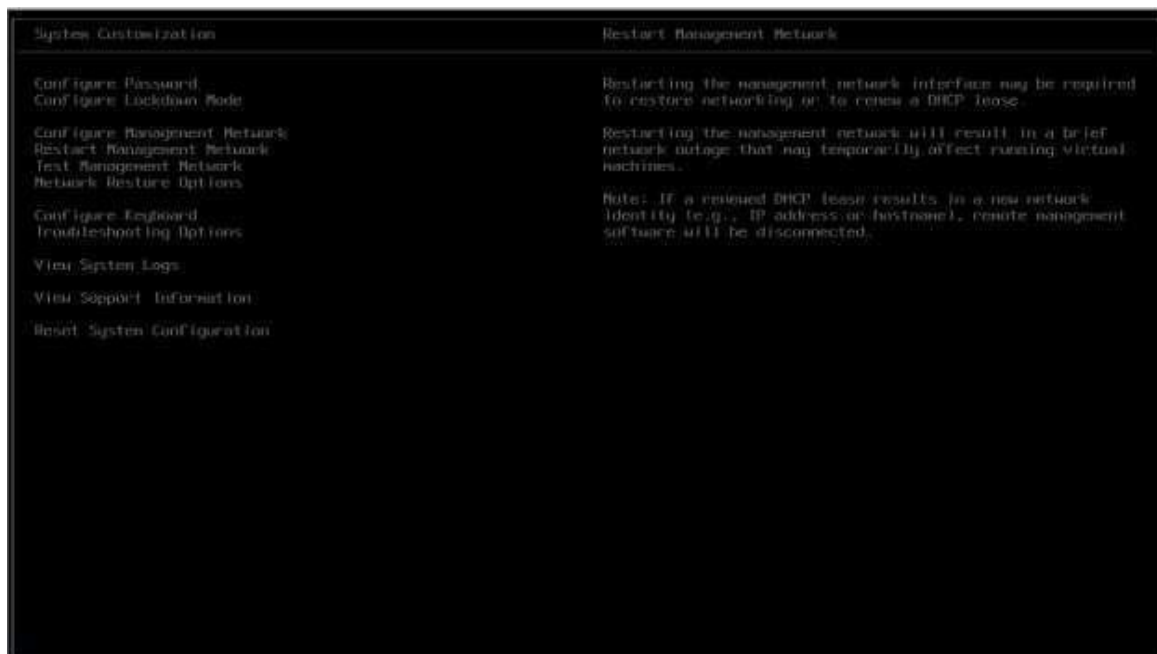 System Customization
Restart Management Network
Configure Password
Configure Lockdown Mode
Configure Management Network
Restart Management Network
Test Management Network
Network Restore Options
Configure Keyboard
Troubleshooting Options
View System Logs
View Support Information
Reset System Configuration
Restarting the management network interface may be required
to restore networking or to renew a DHCP lease.
Restarting the management network will result in a brief
network outage that may temporarily affect running virtual
machines.
Note: If a renewed DHCP lease results in a new network
identity (e.g., IP address or hostname), remote management
software will be disconnected.